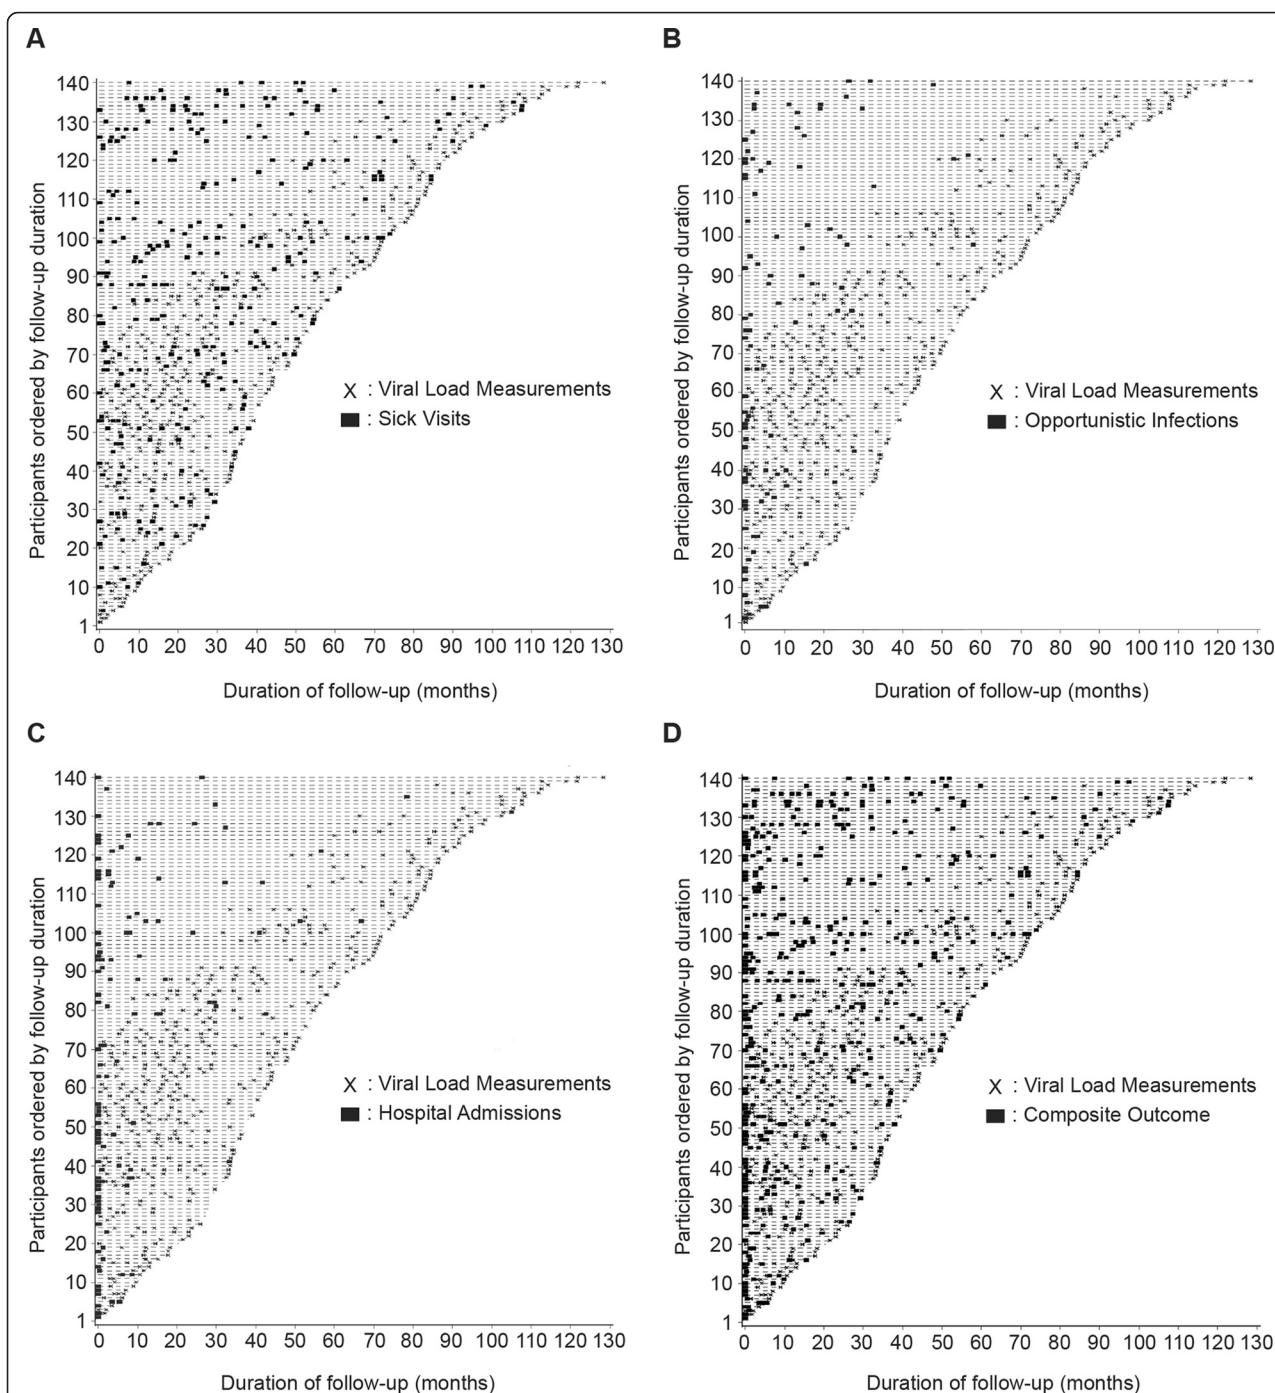 A
Participants ordered by follow-up duration
140
130
120
110
100
90
80
70
60
50
40
30
20
10
1
X : Viral Load Measurements
■ : Sick Visits
0 10 20 30 40 50 60 70 80 90 100 110 120 130
Duration of follow-up (months)
B
Participants ordered by follow-up duration
140
130
120
110
100
90
80
70
60
50
40
30
20
10
1
X : Viral Load Measurements
■ : Opportunistic Infections
0 10 20 30 40 50 60 70 80 90 100 110 120 130
Duration of follow-up (months)
C
Participants ordered by follow-up duration
140
130
120
110
100
90
80
70
60
50
40
30
20
10
1
X : Viral Load Measurements
■ : Hospital Admissions
0 10 20 30 40 50 60 70 80 90 100 110 120 130
Duration of follow-up (months)
D
Participants ordered by follow-up duration
140
130
120
110
100
90
80
70
60
50
40
30
20
10
1
X : Viral Load Measurements
■ : Composite Outcome
0 10 20 30 40 50 60 70 80 90 100 110 120 130
Duration of follow-up (months)